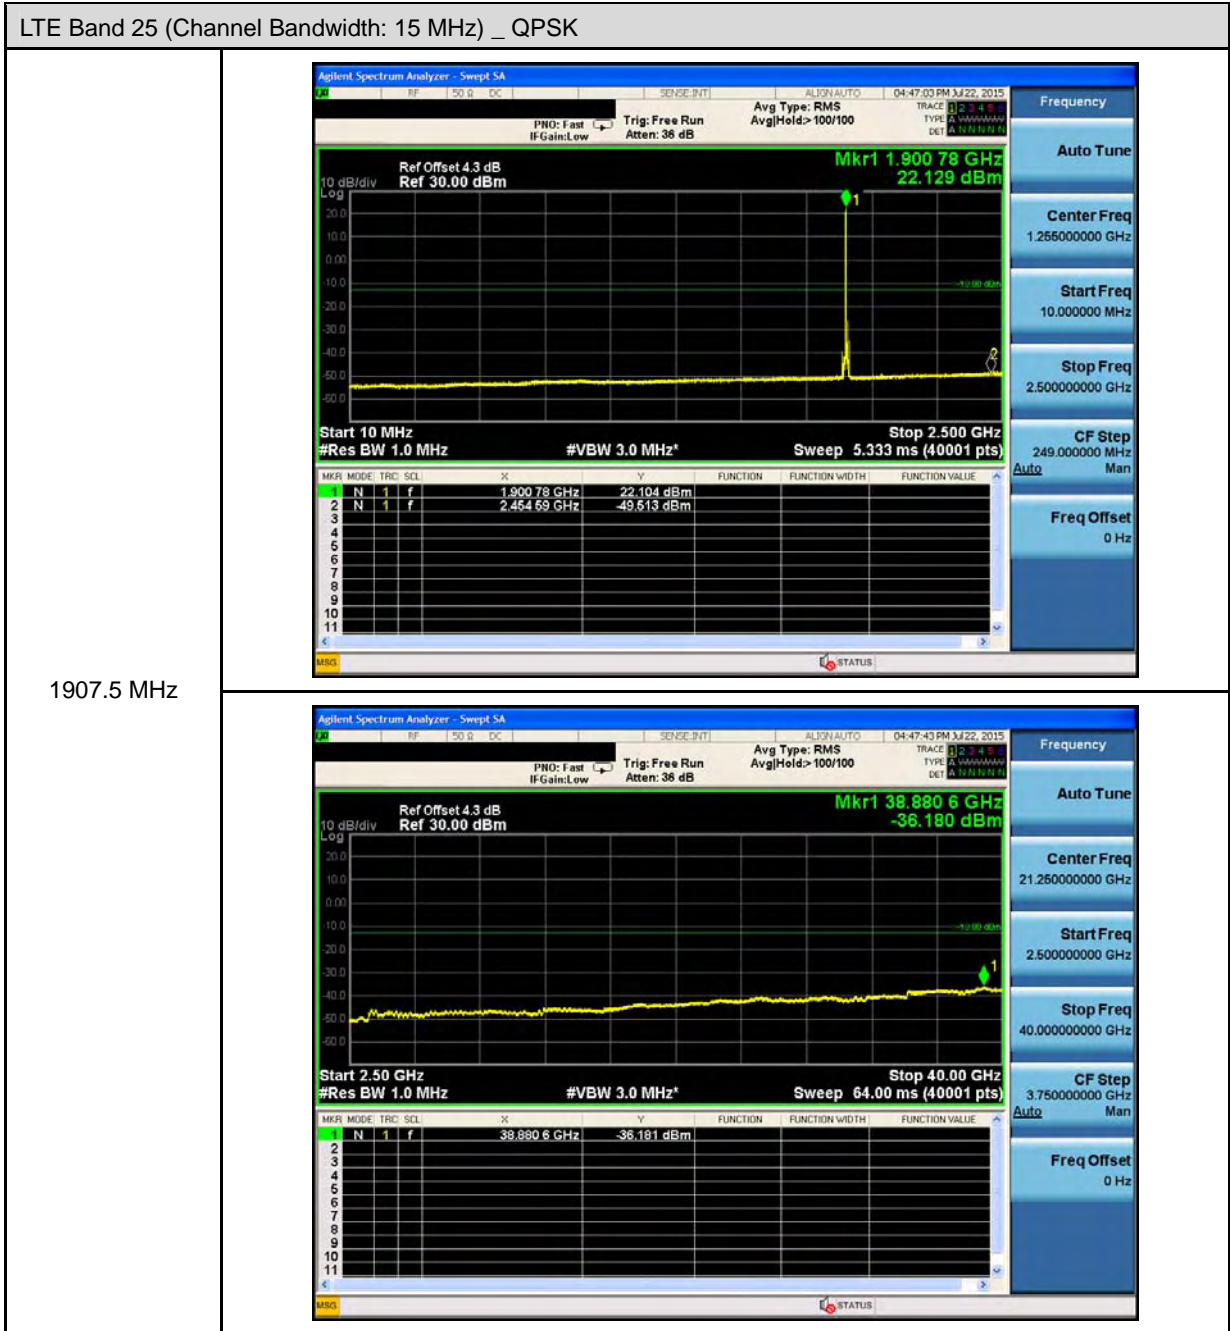 LTE Band 25 (Channel Bandwidth: 15 MHz) _ QPSK
1907.5 MHz
Agilent Spectrum Analyzer - Swept SA
RF 50 Ω DC SENSE:INT ALIGN AUTO 04:47:03 PM Jul 22, 2015
PNO: Fast
IFGain:Low
Trig: Free Run
Atten: 36 dB
Avg Type: RMS
Avg|Hold:> 100/100
TRACE 1 2 3 4 5 6
TYPE A WWWWW
DET A N N N N N
Ref Offset 4.3 dB
10 dB/div Ref 30.00 dBm
Log
Mkr1 1.900 78 GHz
22.129 dBm
20.0
10.0
0.00
-10.0
-20.0
-30.0
-40.0
-50.0
-60.0
1
2
Start 10 MHz
#Res BW 1.0 MHz
#VBW 3.0 MHz*
Stop 2.500 GHz
Sweep 5.333 ms (40001 pts)
MKR MODE TRC SCL X Y FUNCTION FUNCTION WIDTH FUNCTION VALUE
1 N 1 f 1.900 78 GHz 22.104 dBm
2 N 1 f 2.454 59 GHz -49.513 dBm
3
4
5
6
7
8
9
10
11
MSG STATUS
Frequency
Auto Tune
Center Freq
1.255000000 GHz
Start Freq
10.000000 MHz
Stop Freq
2.500000000 GHz
CF Step
249.000000 MHz
Auto Man
Freq Offset
0 Hz
Agilent Spectrum Analyzer - Swept SA
RF 50 Ω DC SENSE:INT ALIGN AUTO 04:47:43 PM Jul 22, 2015
PNO: Fast
IFGain:Low
Trig: Free Run
Atten: 36 dB
Avg Type: RMS
Avg|Hold:> 100/100
TRACE 1 2 3 4 5 6
TYPE A WWWWW
DET A N N N N N
Ref Offset 4.3 dB
10 dB/div Ref 30.00 dBm
Log
Mkr1 38.880 6 GHz
-36.180 dBm
20.0
10.0
0.00
-10.0
-20.0
-30.0
-40.0
-50.0
-60.0
1
Start 2.50 GHz
#Res BW 1.0 MHz
#VBW 3.0 MHz*
Stop 40.00 GHz
Sweep 64.00 ms (40001 pts)
MKR MODE TRC SCL X Y FUNCTION FUNCTION WIDTH FUNCTION VALUE
1 N 1 f 38.880 6 GHz -36.181 dBm
2
3
4
5
6
7
8
9
10
11
MSG STATUS
Frequency
Auto Tune
Center Freq
21.250000000 GHz
Start Freq
2.500000000 GHz
Stop Freq
40.000000000 GHz
CF Step
3.750000000 GHz
Auto Man
Freq Offset
0 Hz